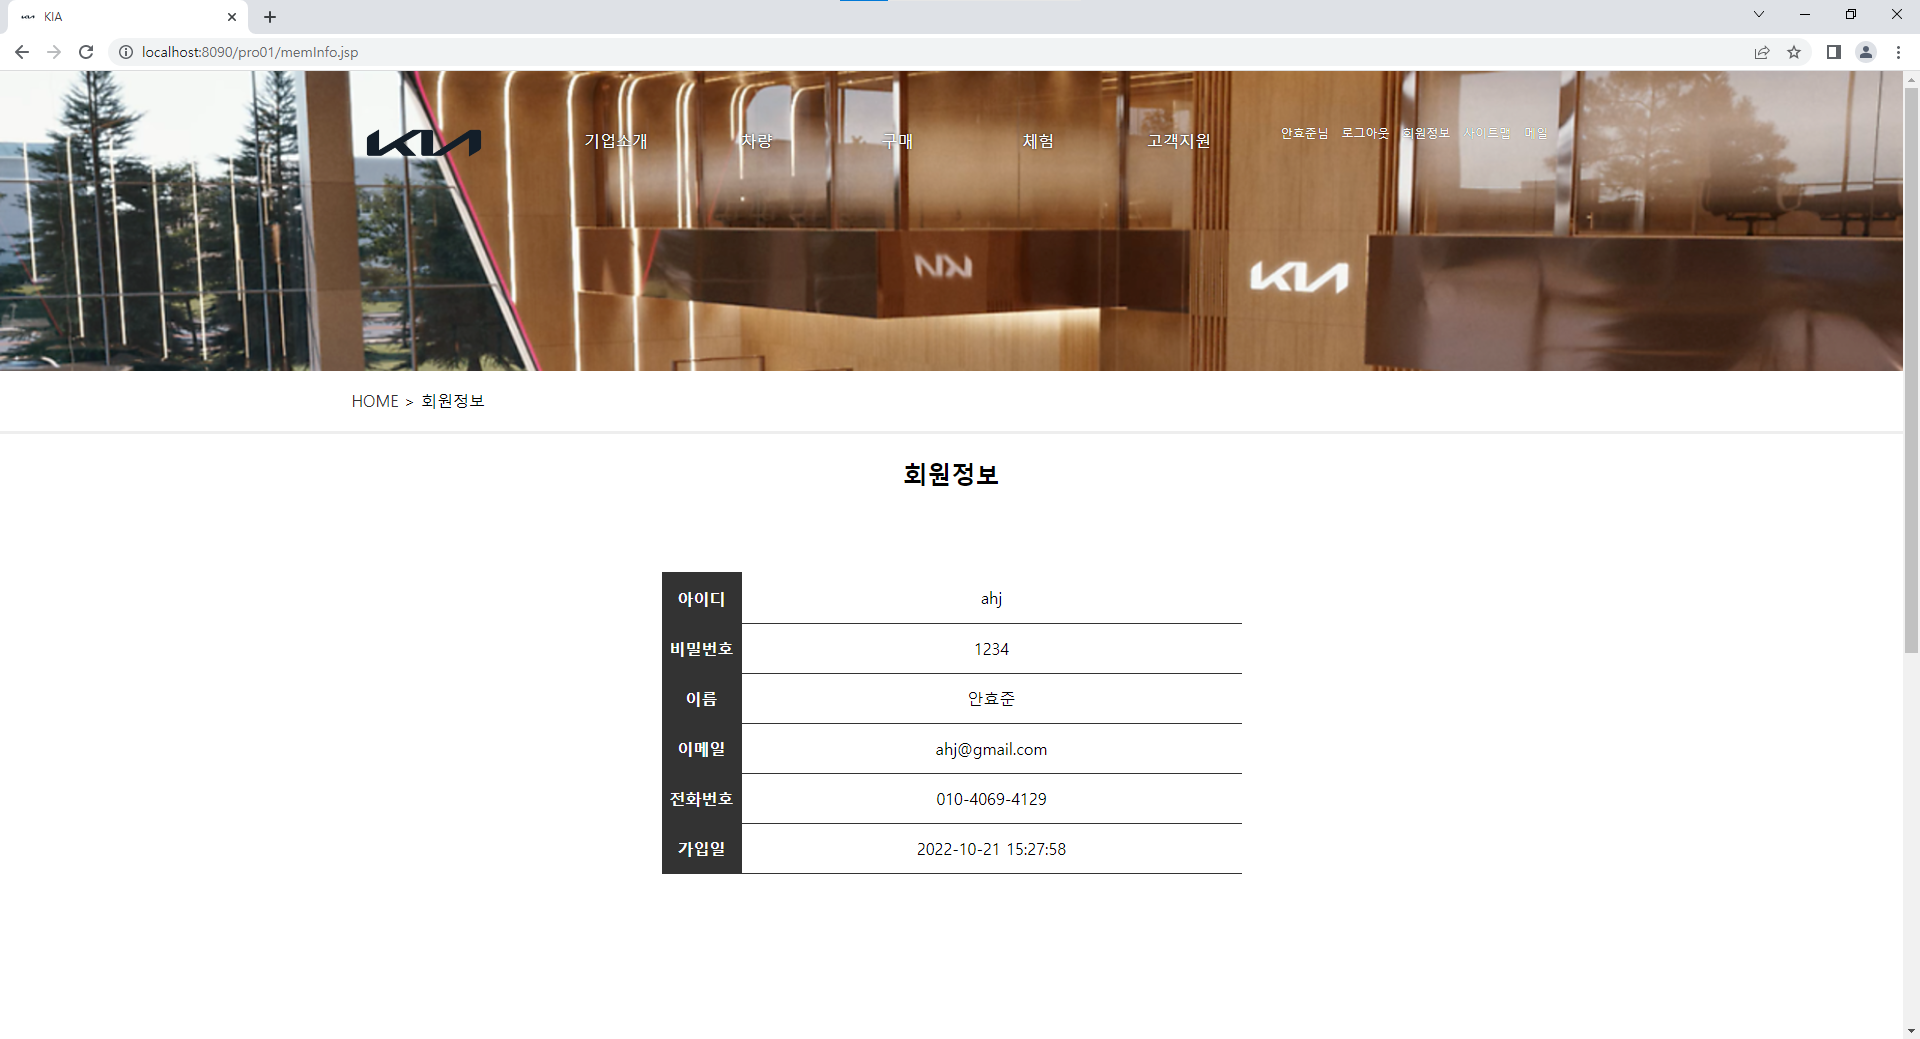 KIA
localhost:8090/pro01/memInfo.jsp
KIA
기업소개 차량 구매 체험 고객지원
안효준님 로그아웃 회원정보 사이트맵 메일
KIA
HOME > 회원정보
회원정보
아이디 ahj
비밀번호 1234
이름 안효준
이메일 ahj@gmail.com
전화번호 010-4069-4129
가입일 2022-10-21 15:27:58